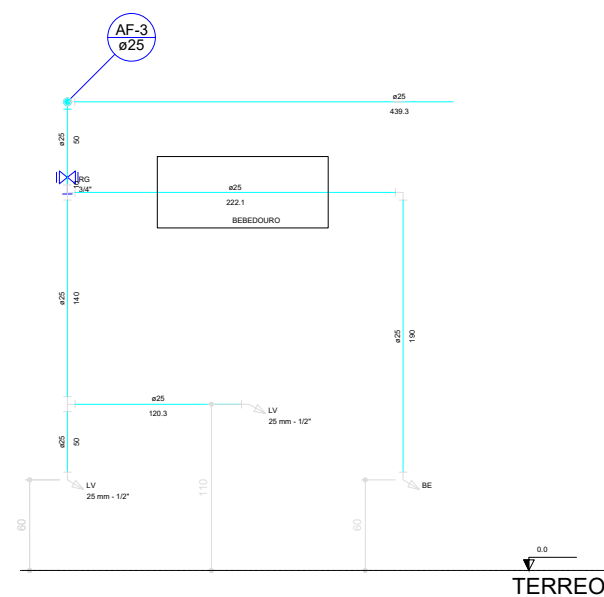 AF-3
ø25
ø25
439.3
ø25
50
RG
3/4"
ø25
222.1
BEBEDOURO
ø25
140
ø25
190
ø25
120.3
LV
25 mm - 1/2"
ø25
50
LV
25 mm - 1/2"
BE
60
110
60
0.0
TERREO